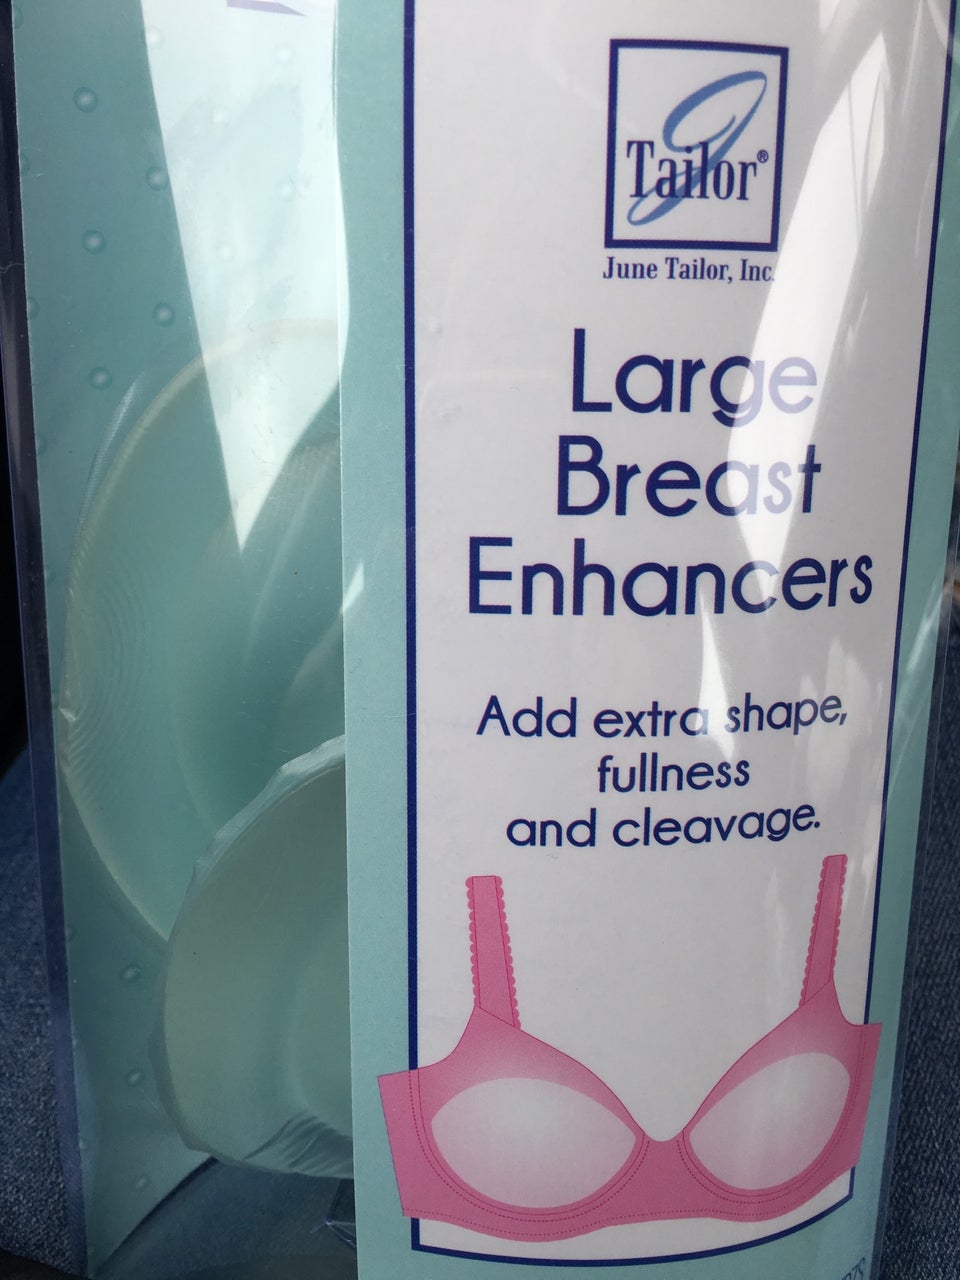 Tailor®
June Tailor, Inc.
Large
Breast
Enhancers
Add extra shape,
fullness
and cleavage.